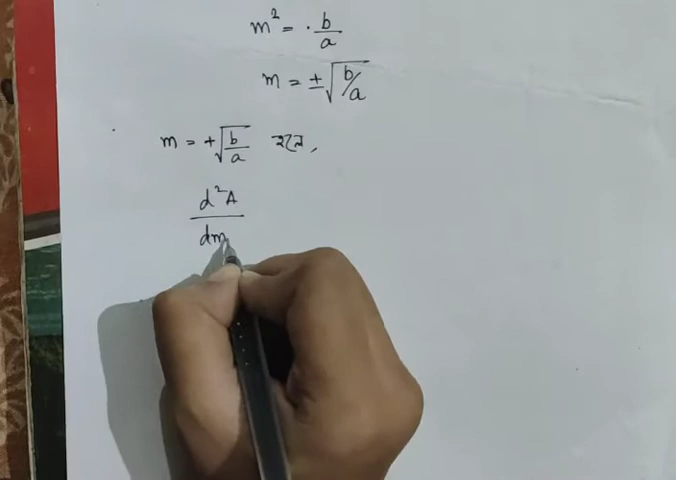 m² = · b/a
m = ± √(b/a)
m = + √(b/a) হলে,
d²A/dm